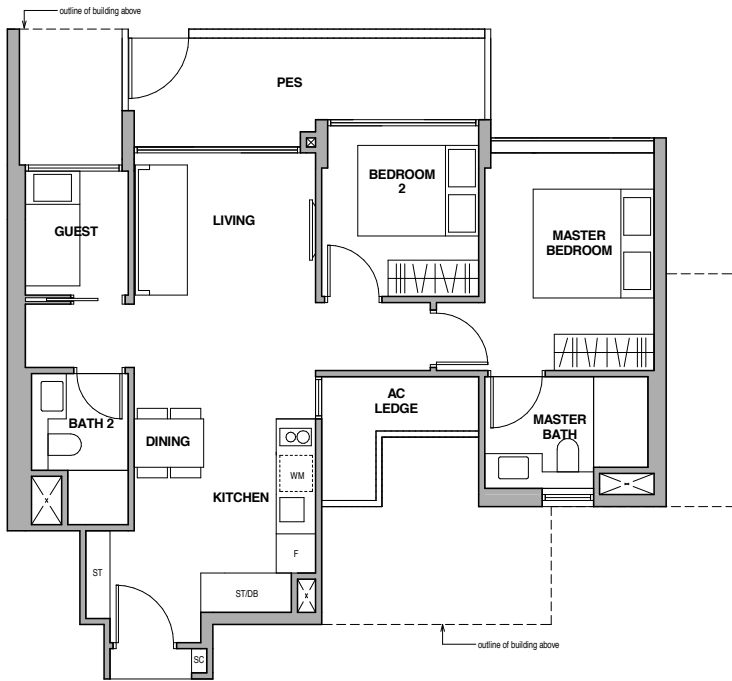 outline of building above
PES
BEDROOM
2
GUEST
LIVING
MASTER
BEDROOM
AC
LEDGE
BATH 2
DINING
MASTER
BATH
WM
KITCHEN
F
ST
ST/DB
SC
outline of building above